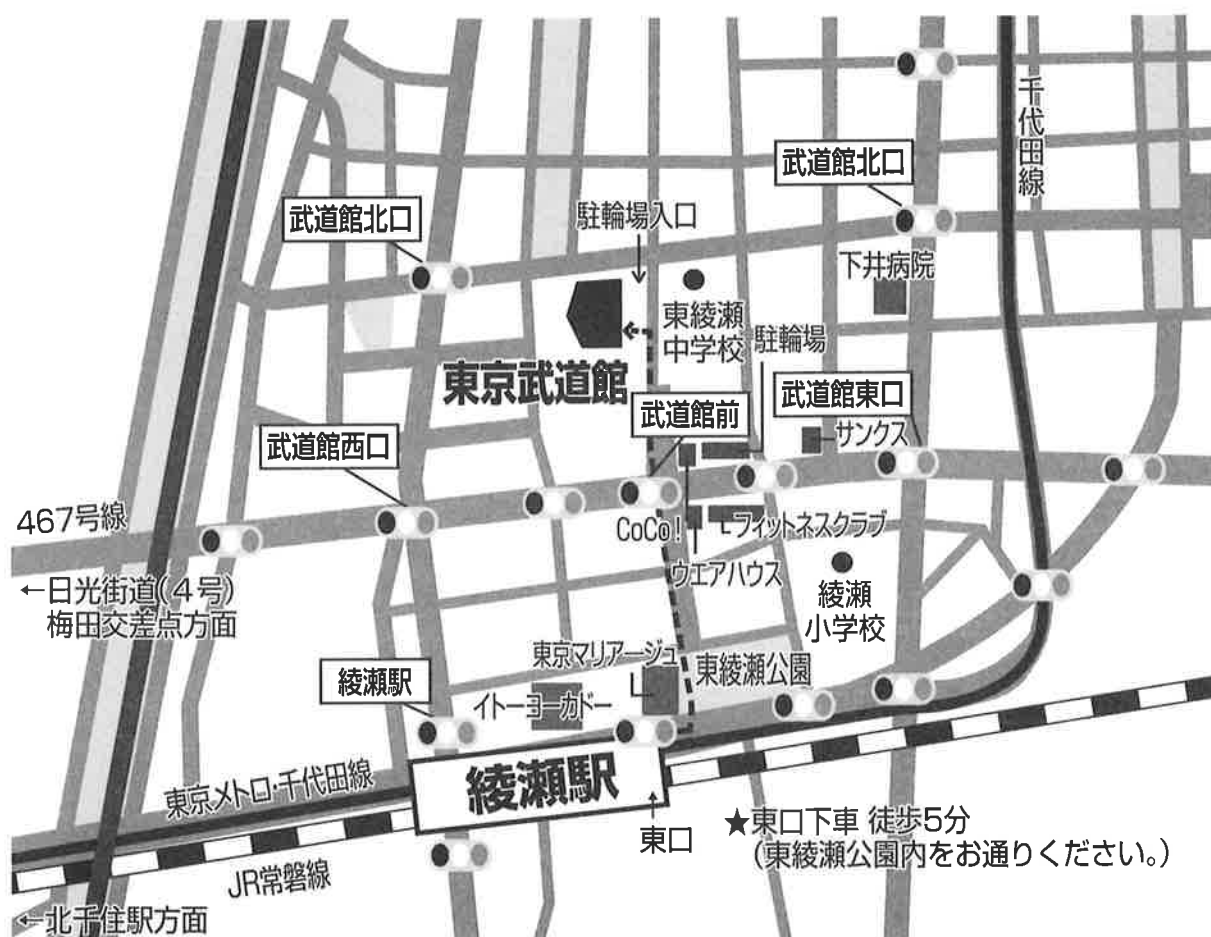 千代田線
武道館北口
武道館北口
駐輪場入口
下井病院
東綾瀬
中学校
駐輪場
東京武道館
武道館前
武道館東口
サンクス
武道館西口
467号線
CoCo!
フィットネスクラブ
ウエアハウス
←日光街道(4号)
梅田交差点方面
綾瀬
小学校
東京マリアージュ
東綾瀬公園
綾瀬駅
イトーヨーカドー
綾瀬駅
東京メトロ・千代田線
東口
★東口下車 徒歩5分
(東綾瀬公園内をお通りください。)
JR常磐線
←北千住駅方面